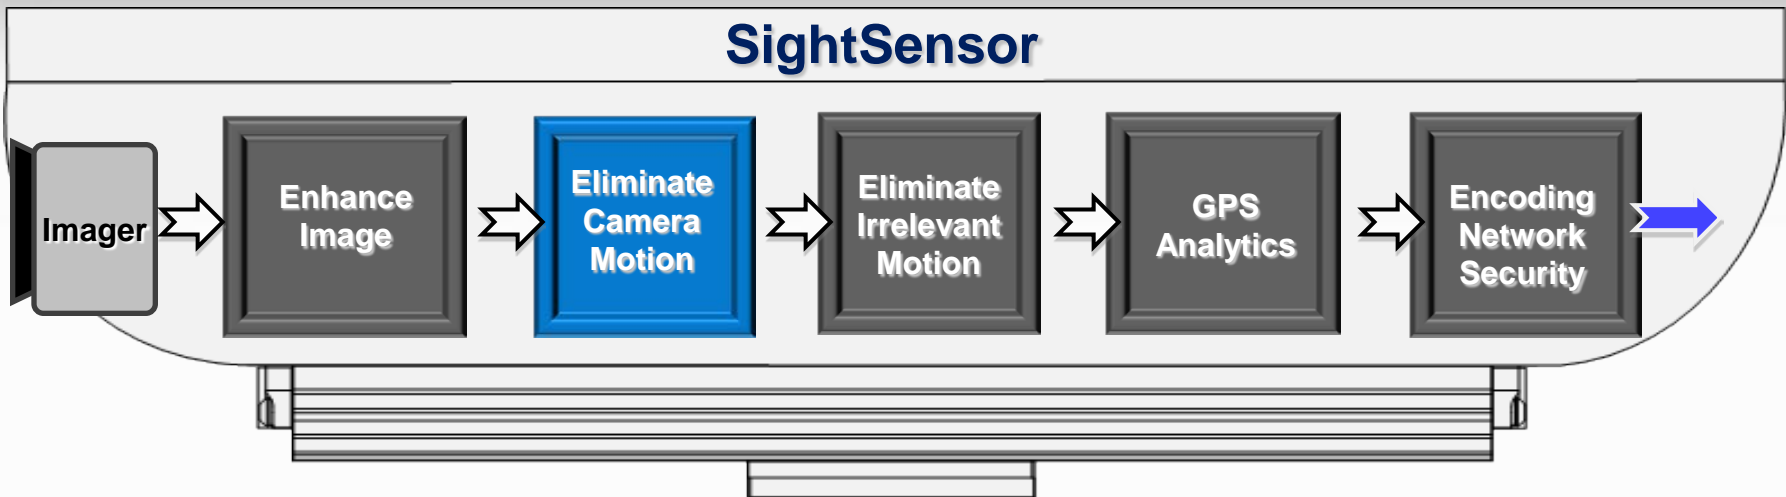 SightSensor
Imager
Enhance
Image
Eliminate
Camera
Motion
Eliminate
Irrelevant
Motion
GPS
Analytics
Encoding
Network
Security